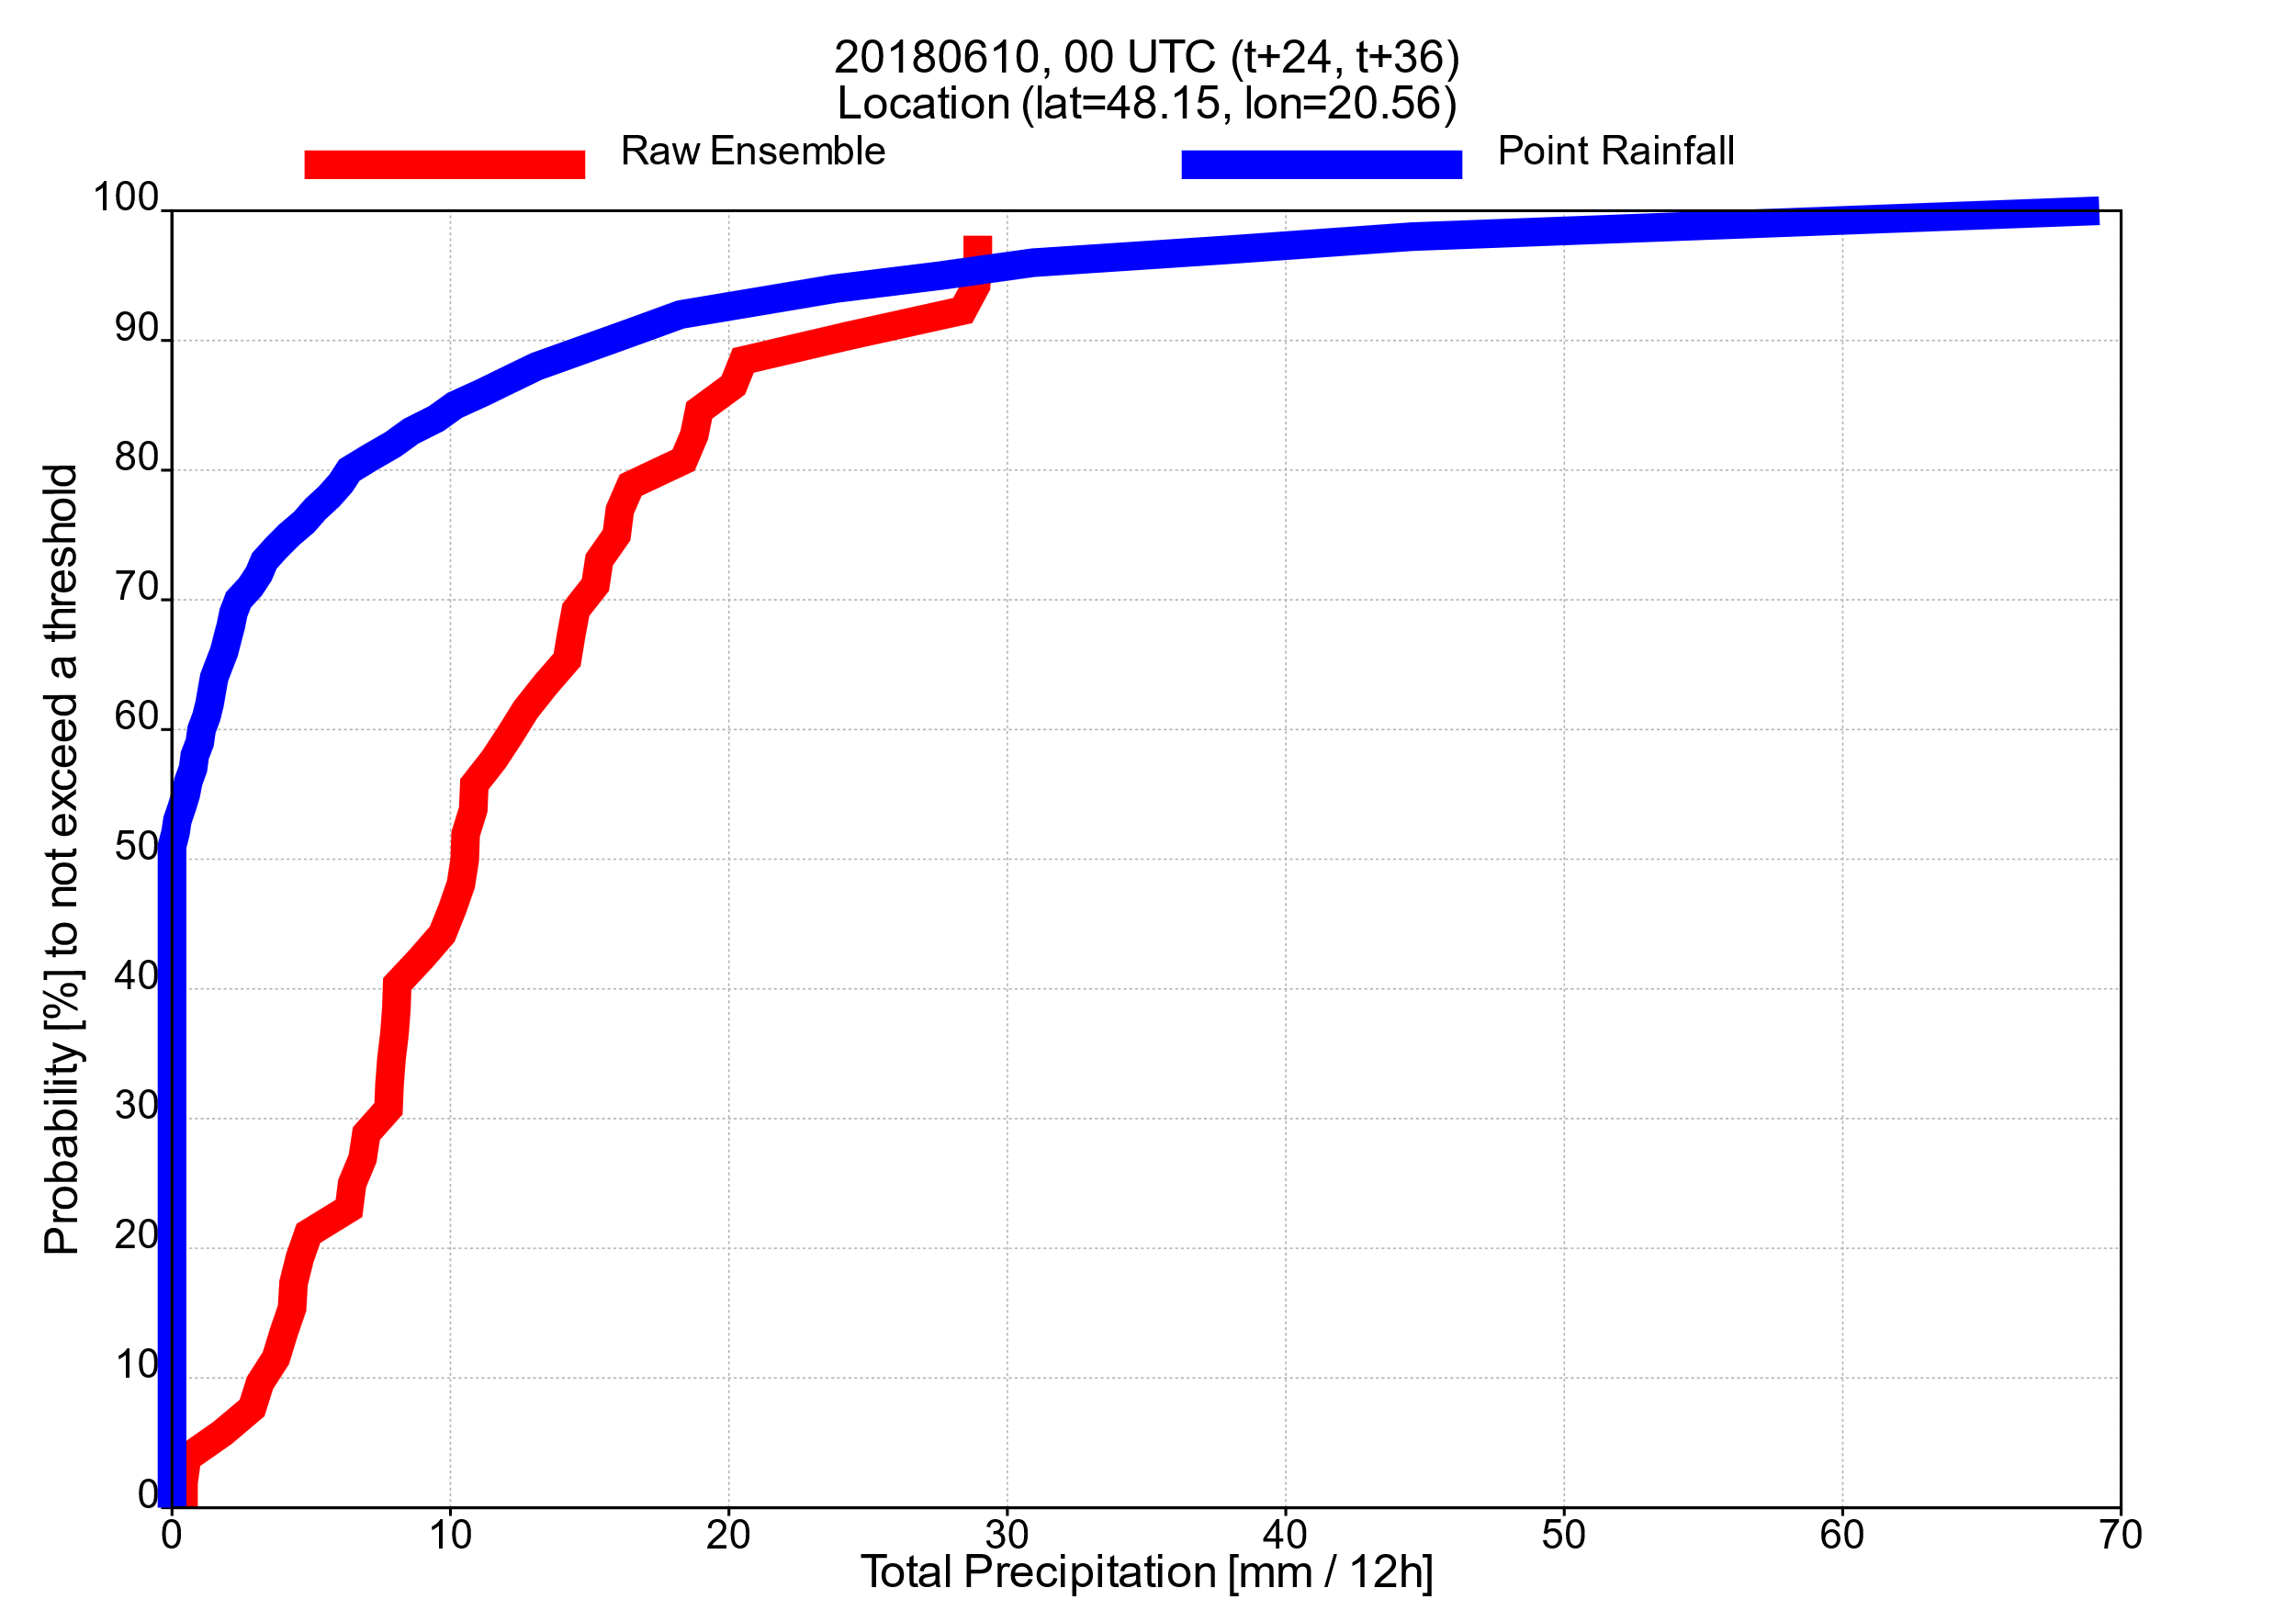 20180610, 00 UTC (t+24, t+36)
Location (lat=48.15, lon=20.56)
Raw Ensemble
Point Rainfall
100
90
80
70
60
50
40
30
20
10
0
Probability [%] to not exceed a threshold
0 10 20 30 40 50 60 70
Total Precipitation [mm / 12h]